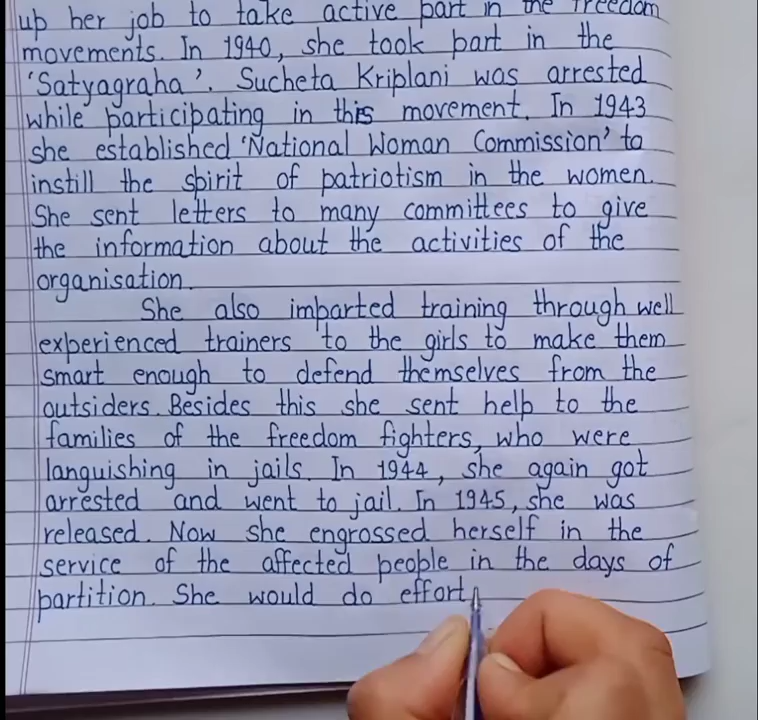 up her job to take active part in the freedom
movements. In 1940, she took part in the
'Satyagraha'. Sucheta Kriplani was arrested
while participating in this movement. In 1943
she established 'National Woman Commission' to
instill the spirit of patriotism in the women.
She sent letters to many committees to give
the information about the activities of the
organisation.
She also imparted training through well
experienced trainers to the girls to make them
smart enough to defend themselves from the
outsiders. Besides this she sent help to the
families of the freedom fighters, who were
languishing in jails. In 1944, she again got
arrested and went to jail. In 1945, she was
released. Now she engrossed herself in the
service of the affected people in the days of
partition. She would do effort